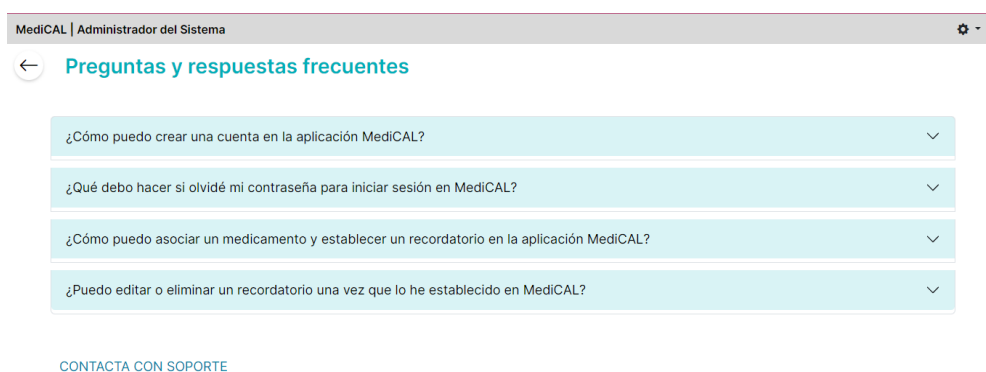 MediCAL | Administrador del Sistema
Preguntas y respuestas frecuentes
¿Cómo puedo crear una cuenta en la aplicación MediCAL?
¿Qué debo hacer si olvidé mi contraseña para iniciar sesión en MediCAL?
¿Cómo puedo asociar un medicamento y establecer un recordatorio en la aplicación MediCAL?
¿Puedo editar o eliminar un recordatorio una vez que lo he establecido en MediCAL?
CONTACTA CON SOPORTE